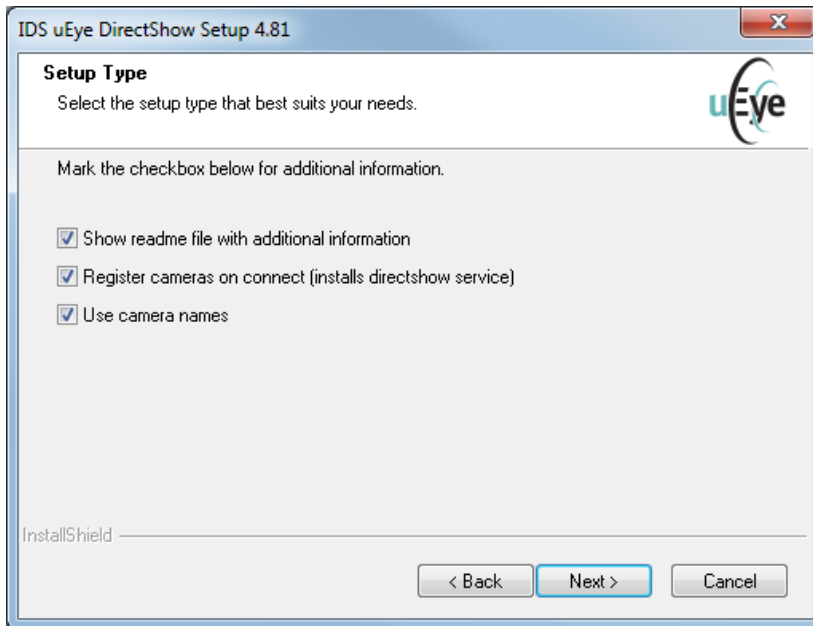 IDS uEye DirectShow Setup 4.81
Setup Type
Select the setup type that best suits your needs.
uEye
Mark the checkbox below for additional information.
Show readme file with additional information
Register cameras on connect (installs directshow service)
Use camera names
InstallShield
< Back
Next >
Cancel